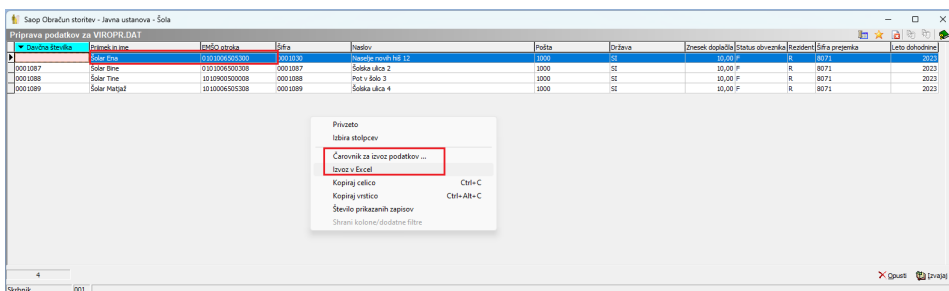 Saop Obračun storitev - Javna ustanova - Šola
Priprava podatkov za VIROPR.DAT
Davčna številka Priimek in ime EMŠO otroka Šifra Naslov Pošta Država Znesek doplačila Status obveznika Rezident Šifra prejemka Leto dohodnine
Šolar Ena 0101006505300 0001030 Naselje novih hiš 12 1000 SI 10,00 F R 8071 2023
0001087 Šolar Bine 0101006500308 0001087 Šolska ulica 2 1000 SI 10,00 F R 8071 2023
0001088 Šolar Tine 1010900500008 0001088 Pot v šolo 3 1000 SI 10,00 F R 8071 2023
0001089 Šolar Matjaž 1010006505308 0001089 Šolska ulica 4 1000 SI 10,00 F R 8071 2023
Privzeto
Izbira stolpcev
Čarovnik za izvoz podatkov ...
Izvoz v Excel
Kopiraj celico Ctrl+C
Kopiraj vrstico Ctrl+Alt+C
Število prikazanih zapisov
Shrani kolone/dodatne filtre
4 Opusti Izvajaj
Skrbnik 001